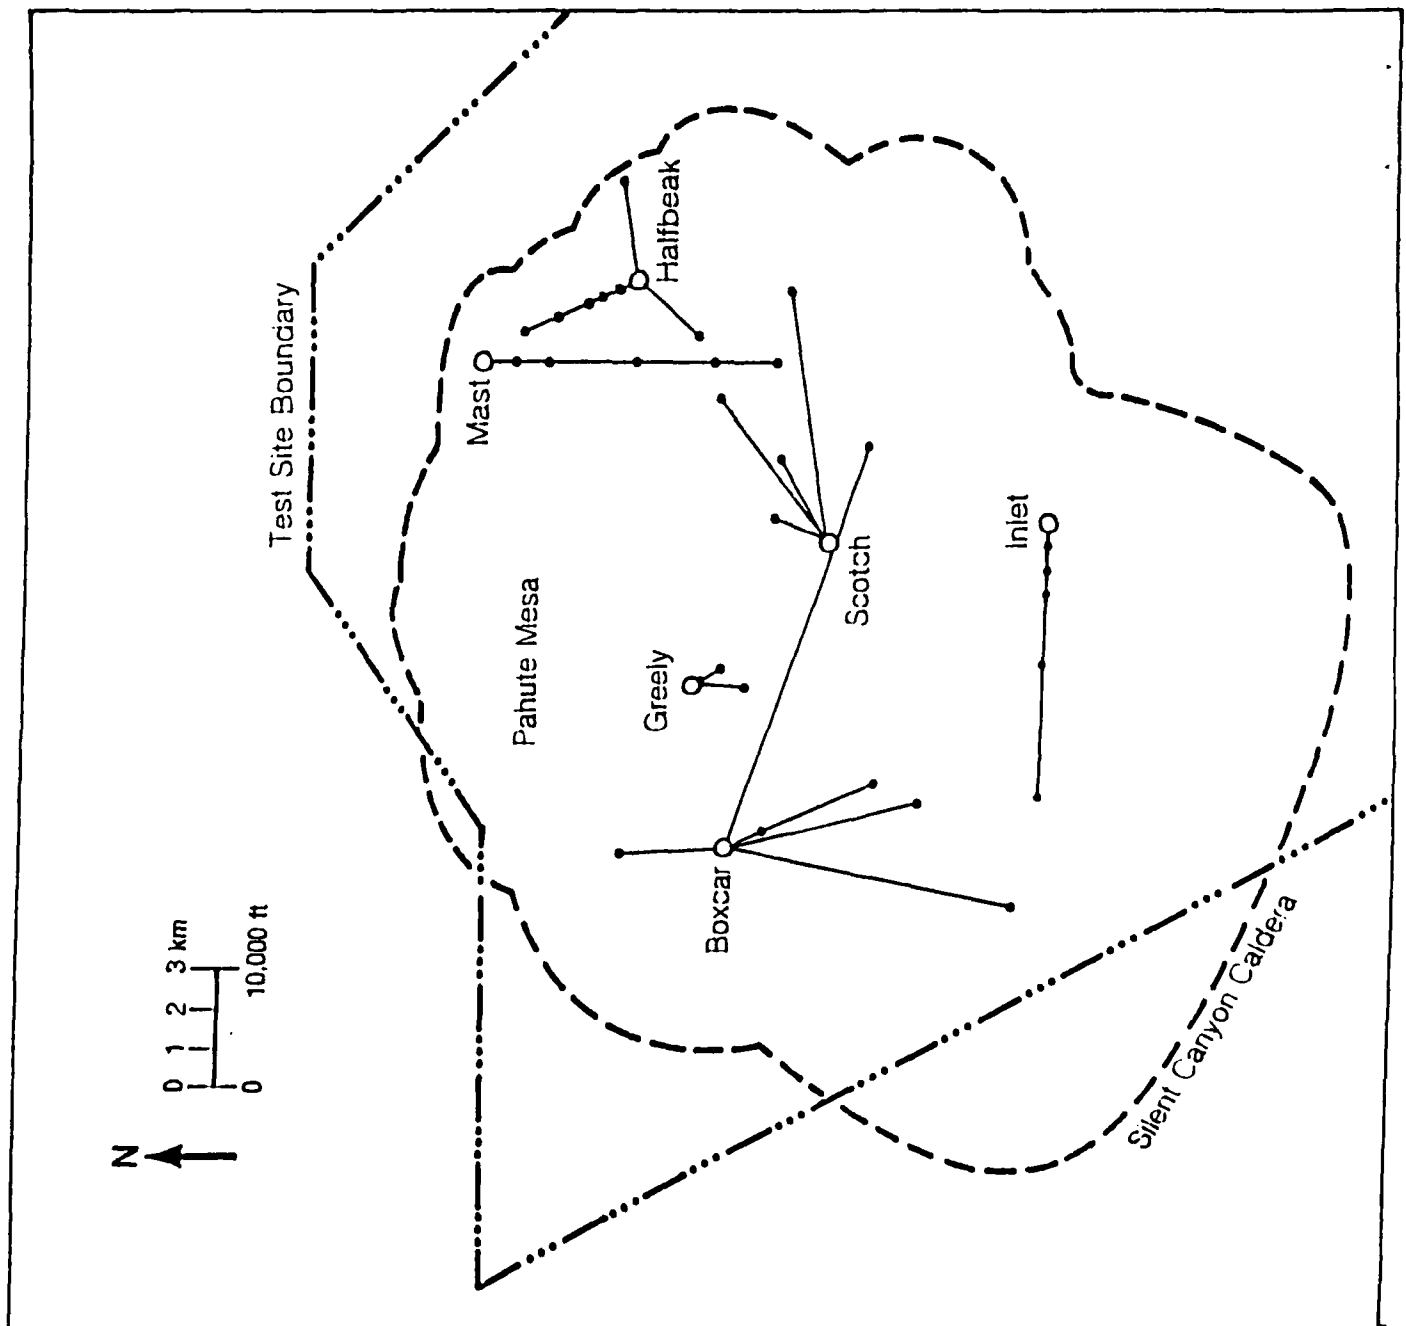 N
0 1 2 3 km
0 10,000 ft
Test Site Boundary
Mast
Halfbeak
Pahute Mesa
Greely
Scotch
Inlet
Boxcar
Silent Canyon Caldera